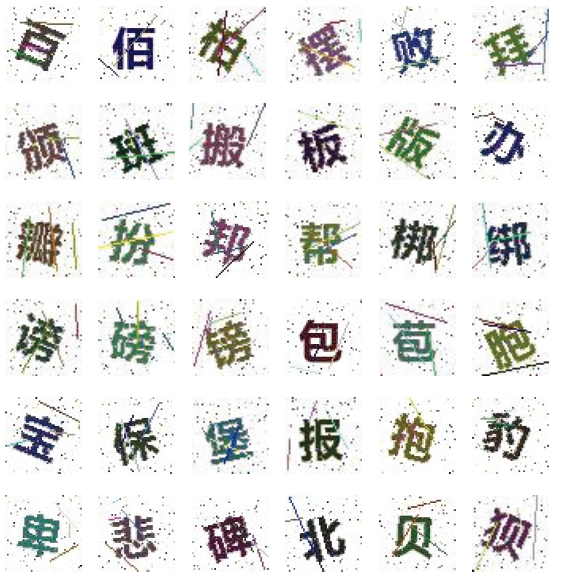 百 佰 柏 摆 败 拜
颁 斑 搬 板 版 办
瓣 扮 邦 帮 梆 绑
谤 磅 镑 包 苞 胞
宝 保 堡 报 抱 豹
卑 悲 碑 北 贝 狈